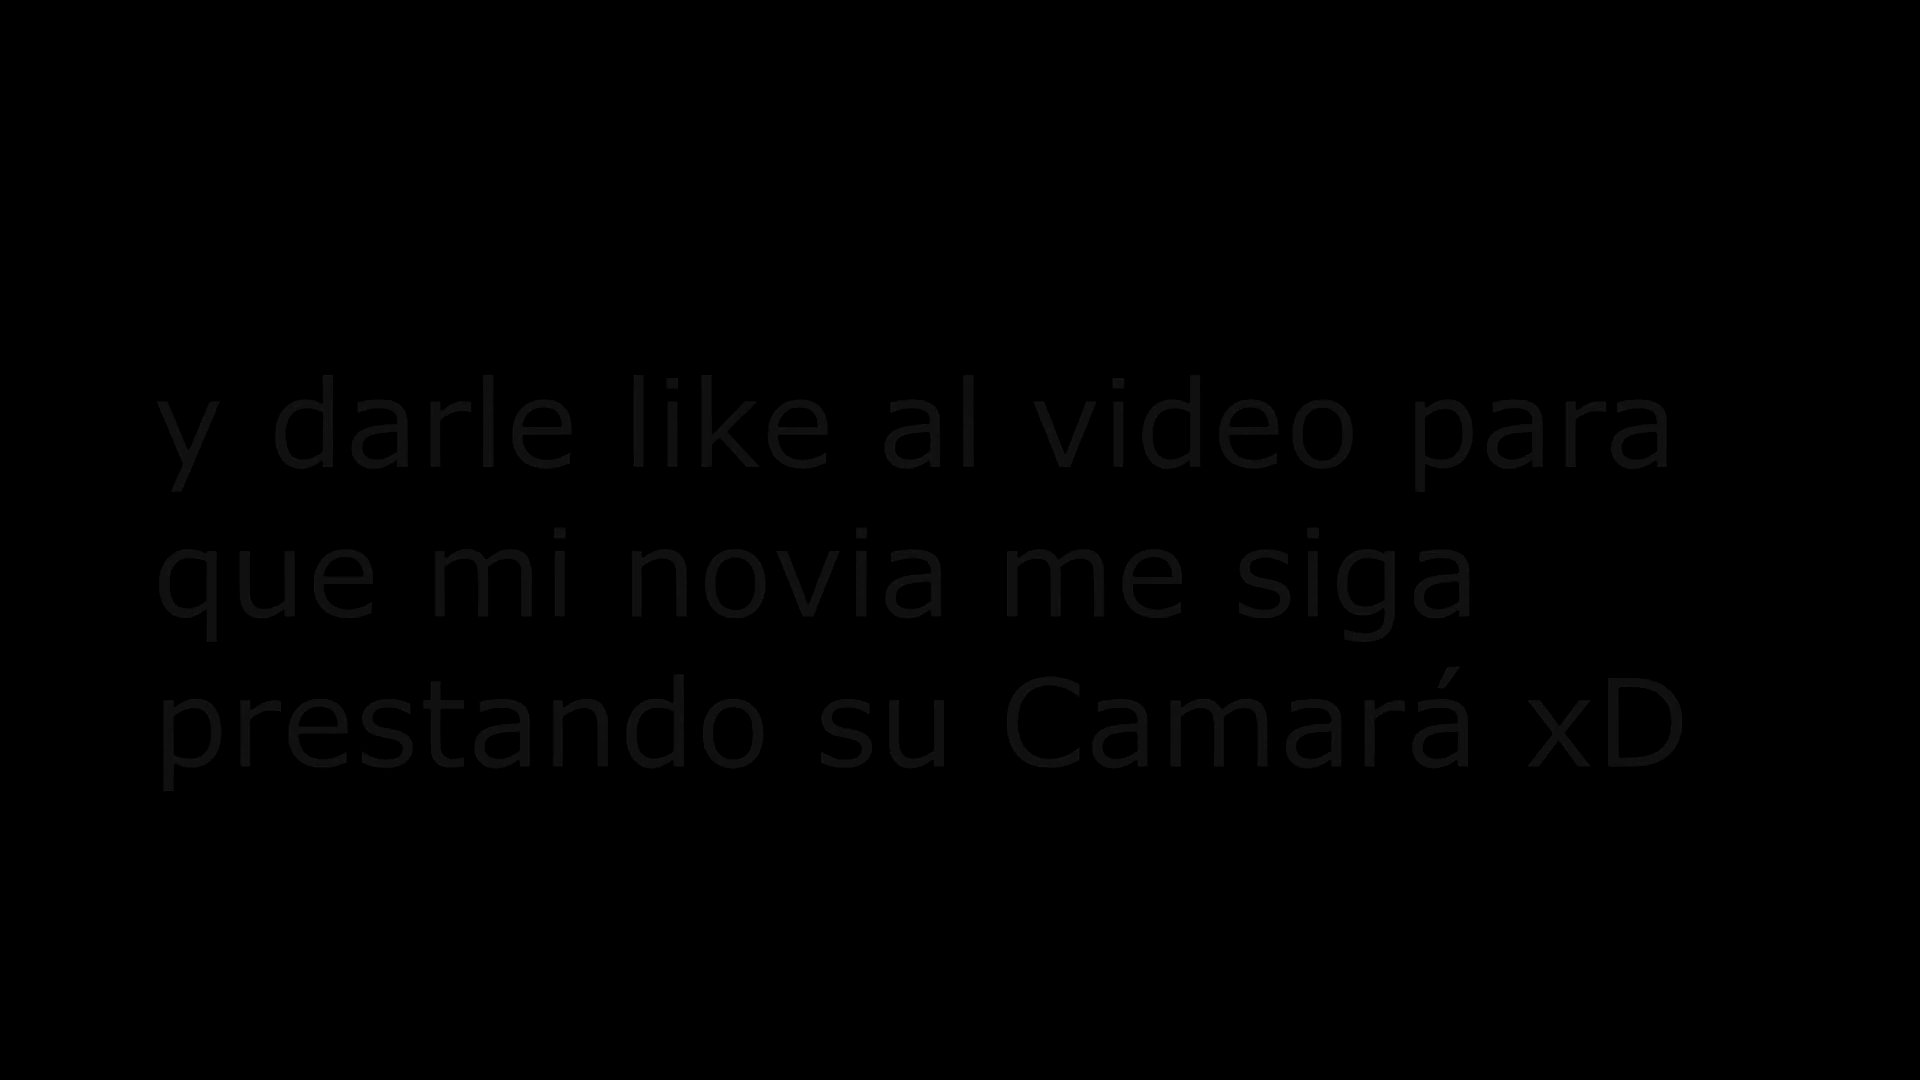 y darle like al video para
que mi novia me siga
prestando su Camará xD